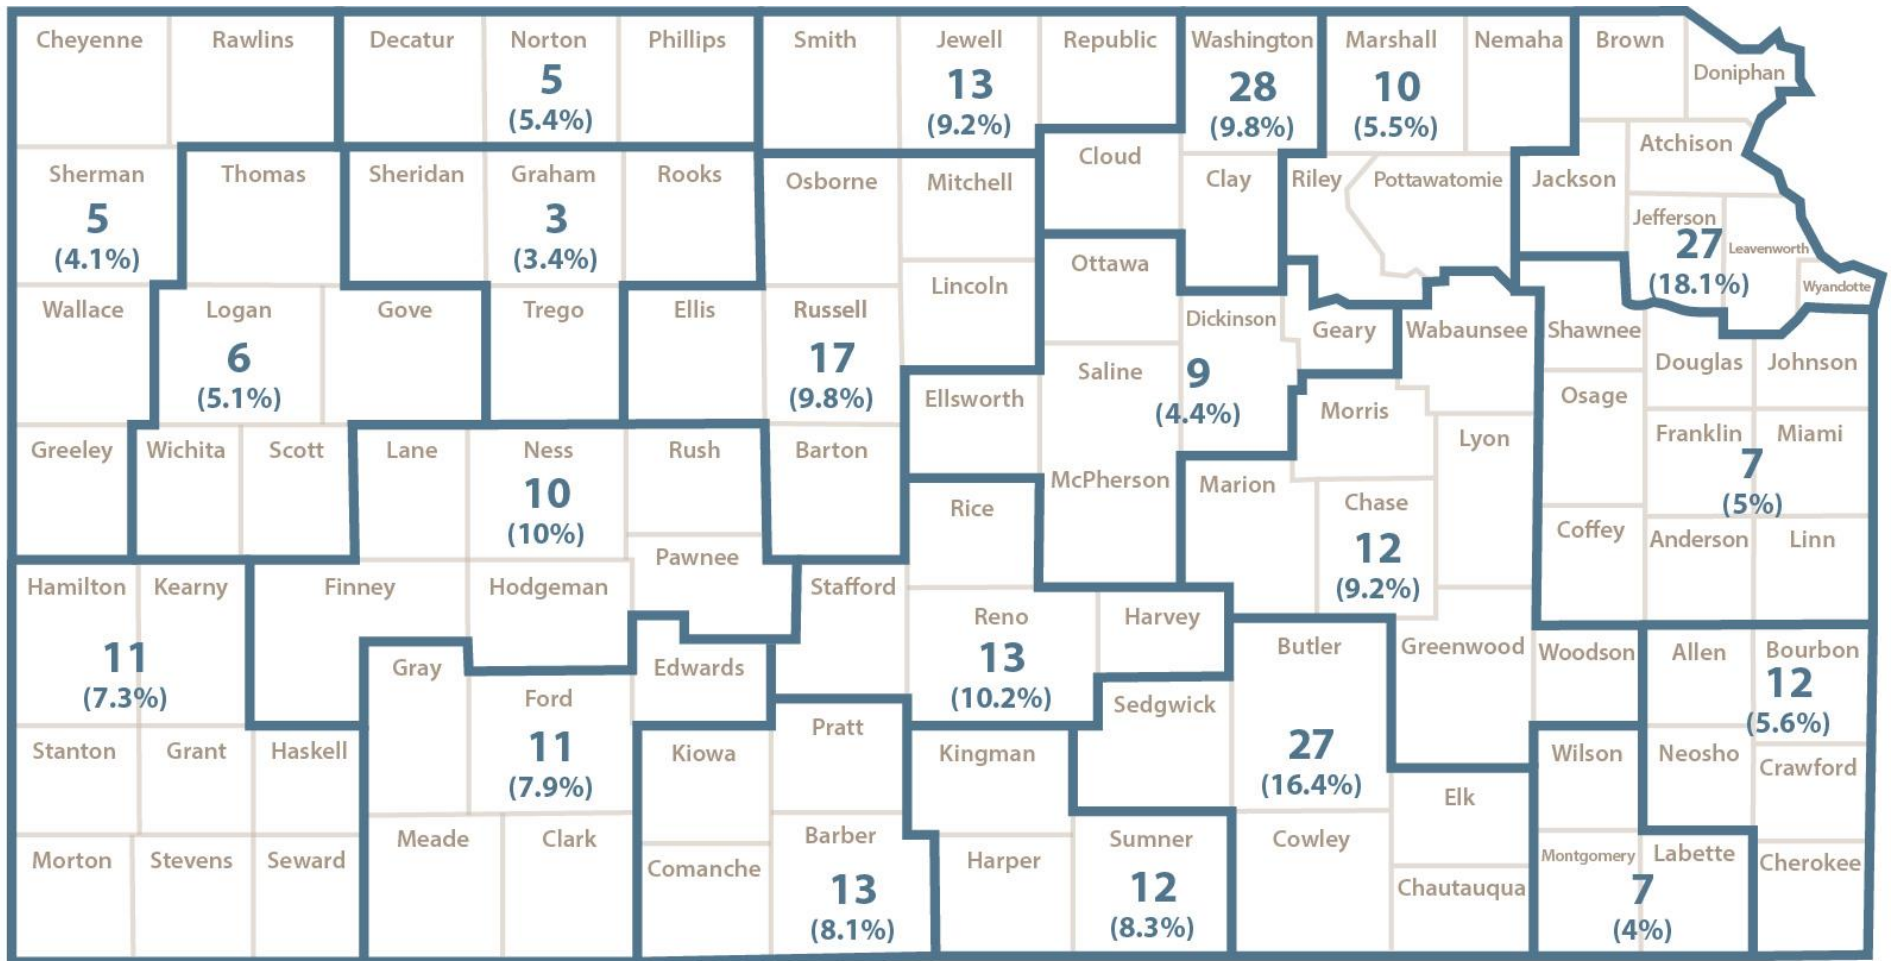 Cheyenne
Rawlins
Decatur
Norton
Phillips
Smith
Jewell
Republic
Washington
Marshall
Nemaha
Brown
Doniphan
5
(5.4%)
13
(9.2%)
28
(9.8%)
10
(5.5%)
Sherman
Thomas
Sheridan
Graham
Rooks
Osborne
Mitchell
Cloud
Clay
Riley
Pottawatomie
Jackson
Atchison
5
(4.1%)
3
(3.4%)
Jefferson
27
(18.1%)
Leavenworth
Wyandotte
Wallace
Logan
Gove
Trego
Ellis
Russell
Lincoln
Ottawa
Dickinson
Geary
Wabaunsee
Shawnee
Douglas
Johnson
6
(5.1%)
17
(9.8%)
Saline
9
(4.4%)
Ellsworth
Morris
Osage
Greeley
Wichita
Scott
Lane
Ness
Rush
Barton
Lyon
Franklin
Miami
7
(5%)
10
(10%)
McPherson
Marion
Rice
Chase
12
(9.2%)
Coffey
Anderson
Linn
Pawnee
Hamilton
Kearny
Finney
Hodgeman
Stafford
Reno
Harvey
11
(7.3%)
13
(10.2%)
Gray
Edwards
Butler
Greenwood
Woodson
Allen
Bourbon
12
(5.6%)
Ford
11
(7.9%)
Sedgwick
27
(16.4%)
Stanton
Grant
Haskell
Kiowa
Pratt
Kingman
Wilson
Neosho
Crawford
Elk
Meade
Clark
Barber
13
(8.1%)
Comanche
Harper
Sumner
12
(8.3%)
Cowley
Morton
Stevens
Seward
Chautauqua
Montgomery
Labette
7
(4%)
Cherokee